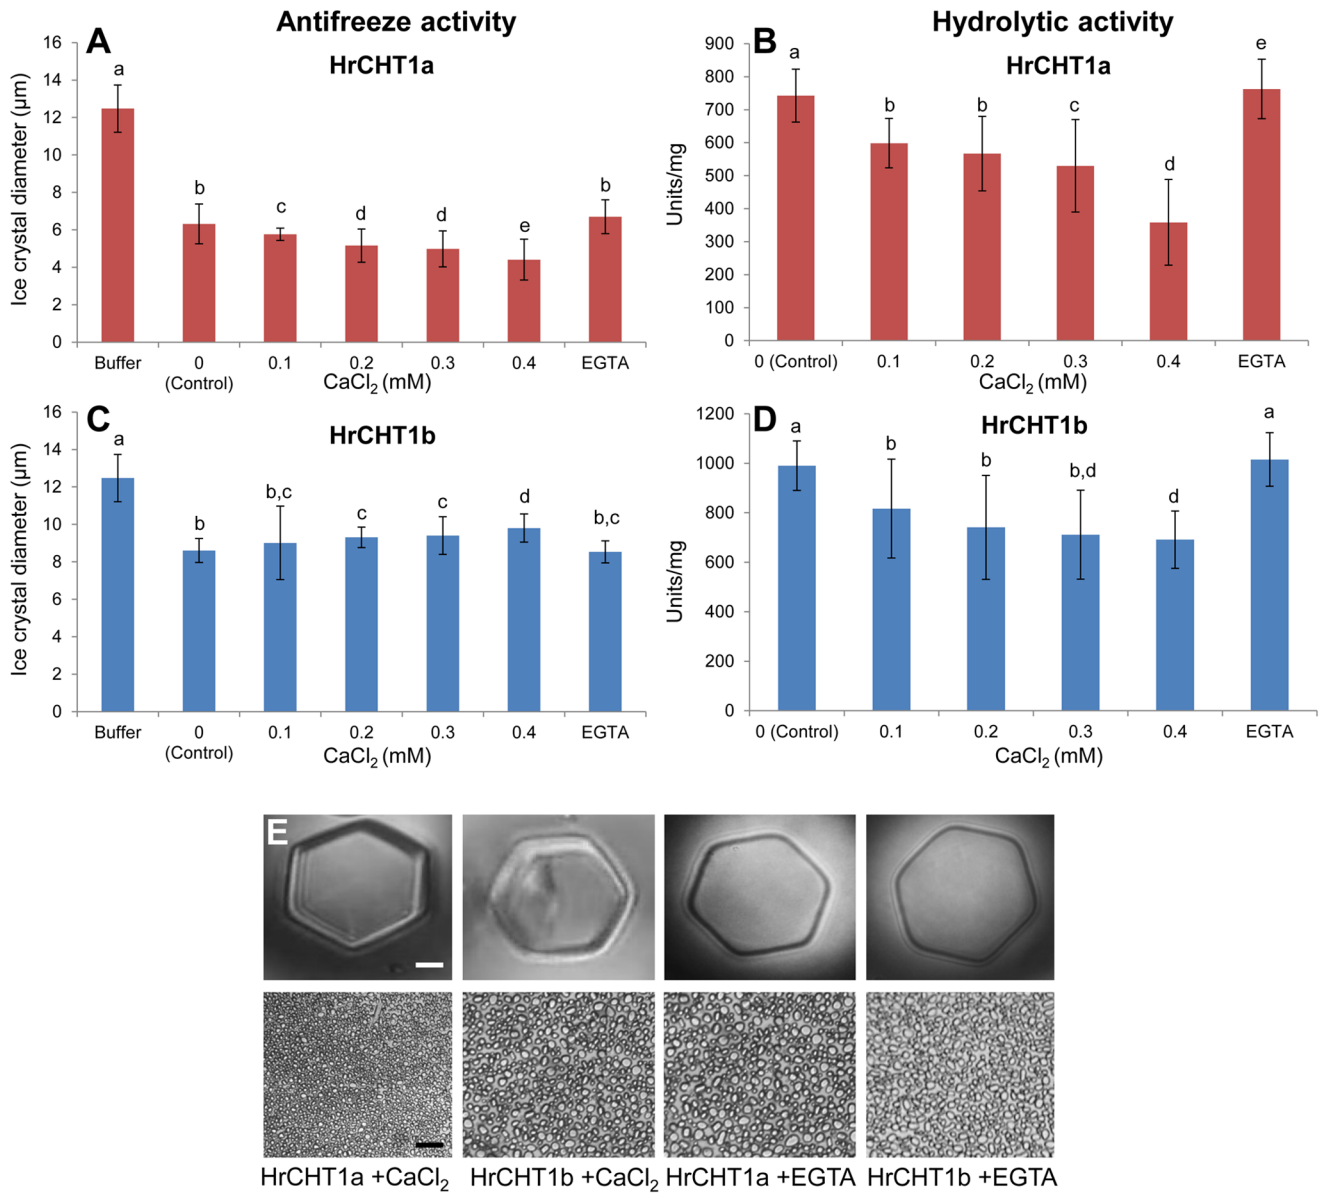 Antifreeze activity
Hydrolytic activity
A
HrCHT1a
Ice crystal diameter (µm)
16
14
12
10
8
6
4
2
0
a
b
c
d
d
e
b
Buffer 0 0.1 0.2 0.3 0.4 EGTA
(Control)
CaCl₂ (mM)
B
HrCHT1a
Units/mg
900
800
700
600
500
400
300
200
100
0
a
b
b
c
d
e
0 (Control) 0.1 0.2 0.3 0.4 EGTA
CaCl₂ (mM)
C
HrCHT1b
Ice crystal diameter (µm)
16
14
12
10
8
6
4
2
0
a
b
b,c
c
c
d
b,c
Buffer 0 0.1 0.2 0.3 0.4 EGTA
(Control)
CaCl₂ (mM)
D
HrCHT1b
Units/mg
1200
1000
800
600
400
200
0
a
b
b
b,d
d
a
0 (Control) 0.1 0.2 0.3 0.4 EGTA
CaCl₂ (mM)
E
HrCHT1a +CaCl₂
HrCHT1b +CaCl₂
HrCHT1a +EGTA
HrCHT1b +EGTA